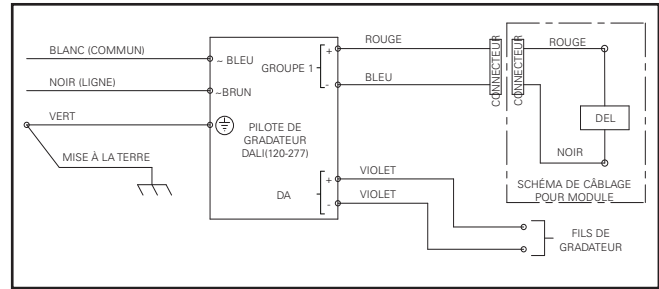 BLANC (COMMUN)
NOIR (LIGNE)
VERT
MISE À LA TERRE
~ BLEU
~BRUN
GROUPE 1
+
-
PILOTE DE
GRADATEUR
DALI(120-277)
DA
+
-
ROUGE
BLEU
VIOLET
VIOLET
CONNECTEUR
CONNECTEUR
ROUGE
DEL
NOIR
SCHÉMA DE CÂBLAGE
POUR MODULE
FILS DE
GRADATEUR